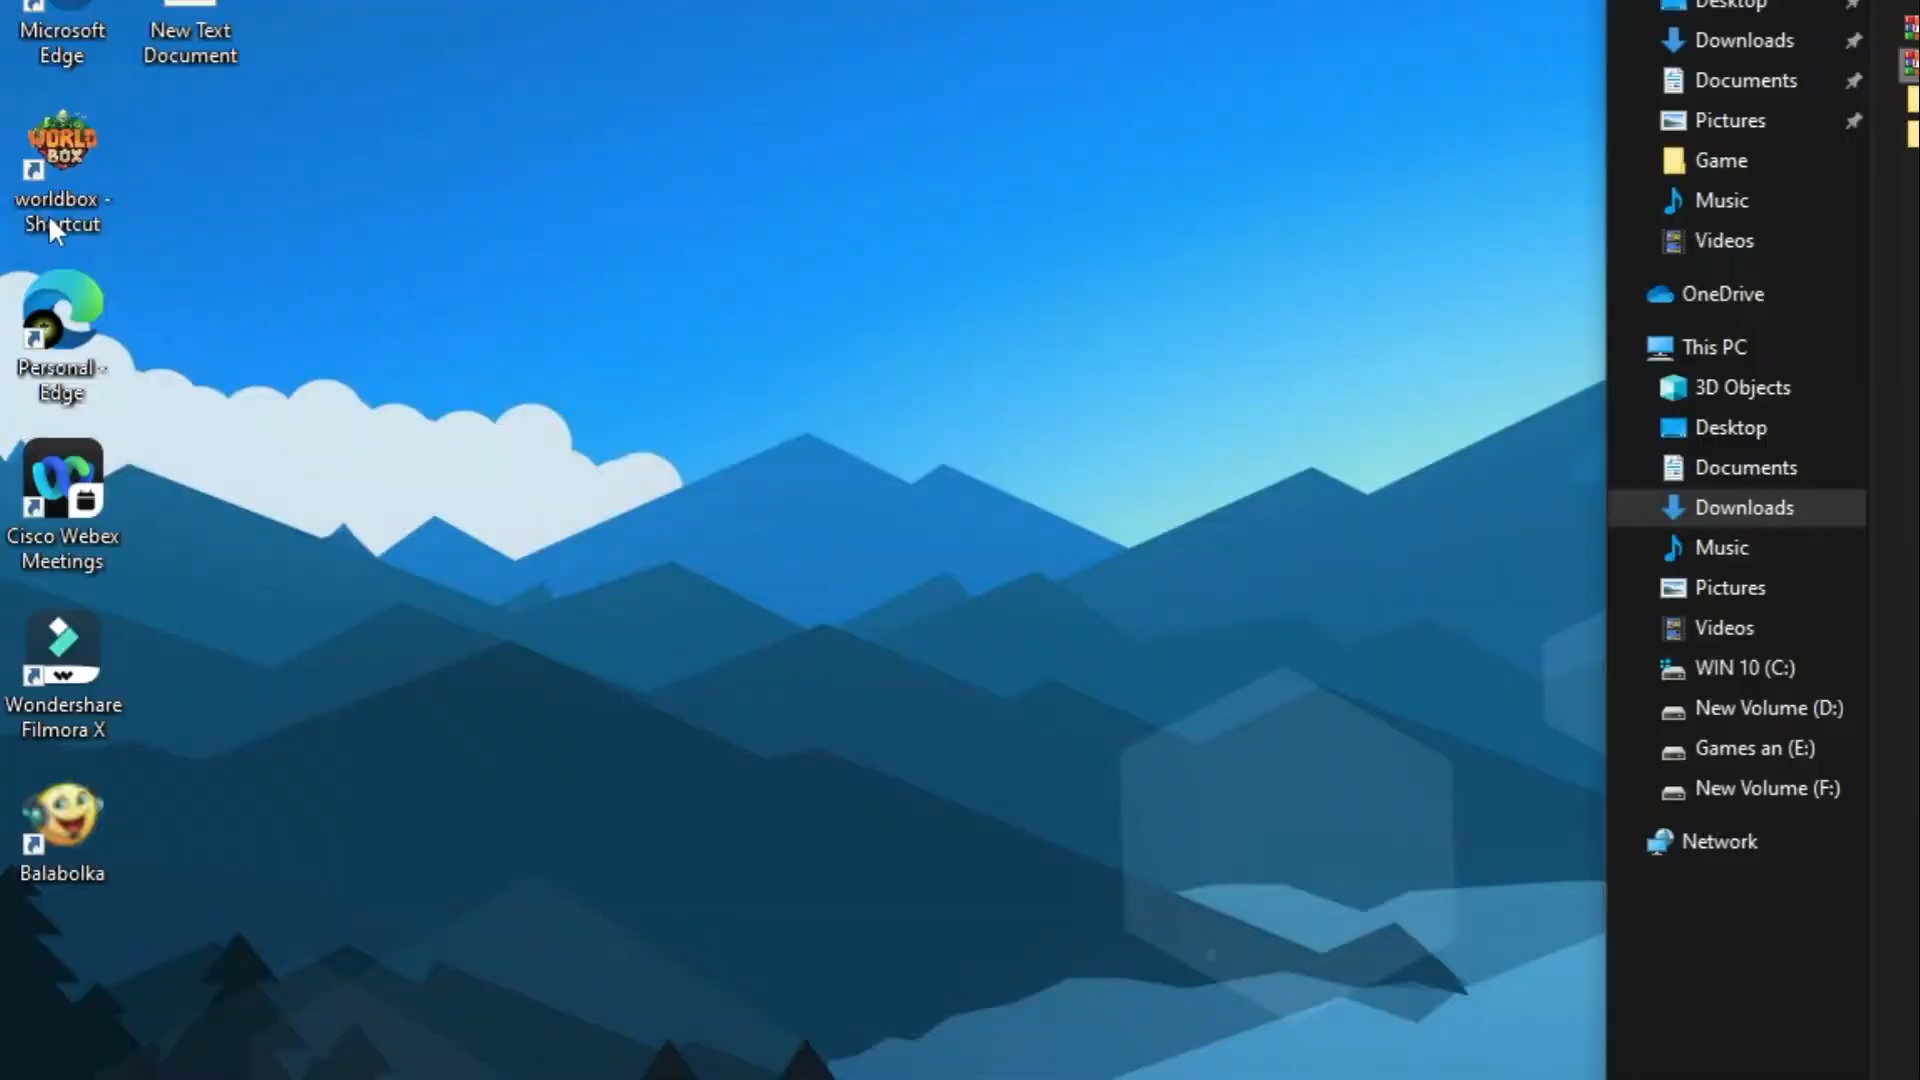 Microsoft
Edge
New Text
Document
WORLD
BOX
worldbox -
Shortcut
Personal -
Edge
Cisco Webex
Meetings
Wondershare
Filmora X
Balabolka
Desktop
Downloads
Documents
Pictures
Game
Music
Videos
OneDrive
This PC
3D Objects
Desktop
Documents
Downloads
Music
Pictures
Videos
WIN 10 (C:)
New Volume (D:)
Games an (E:)
New Volume (F:)
Network